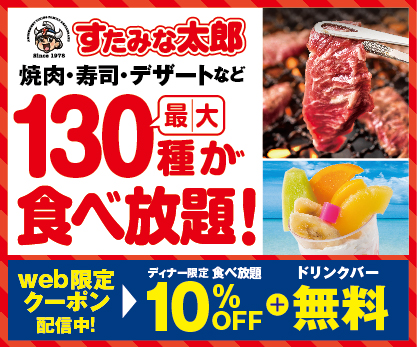 Since 1978
すたみな太郎
焼肉・寿司・デザートなど
最大
130種が
食べ放題!
web限定
クーポン
配信中!
ディナー限定 食べ放題
10%OFF
+
ドリンクバー
無料